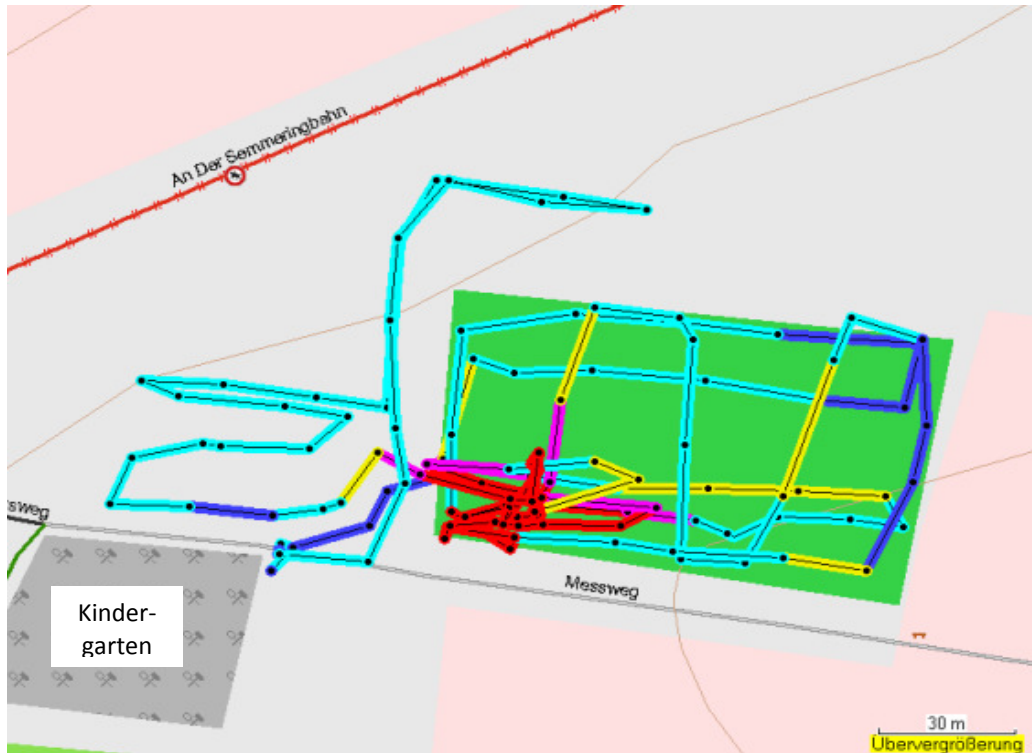 An Der Semmeringbahn
sweg
Kinder-
garten
Messweg
30 m
Übervergrößerung